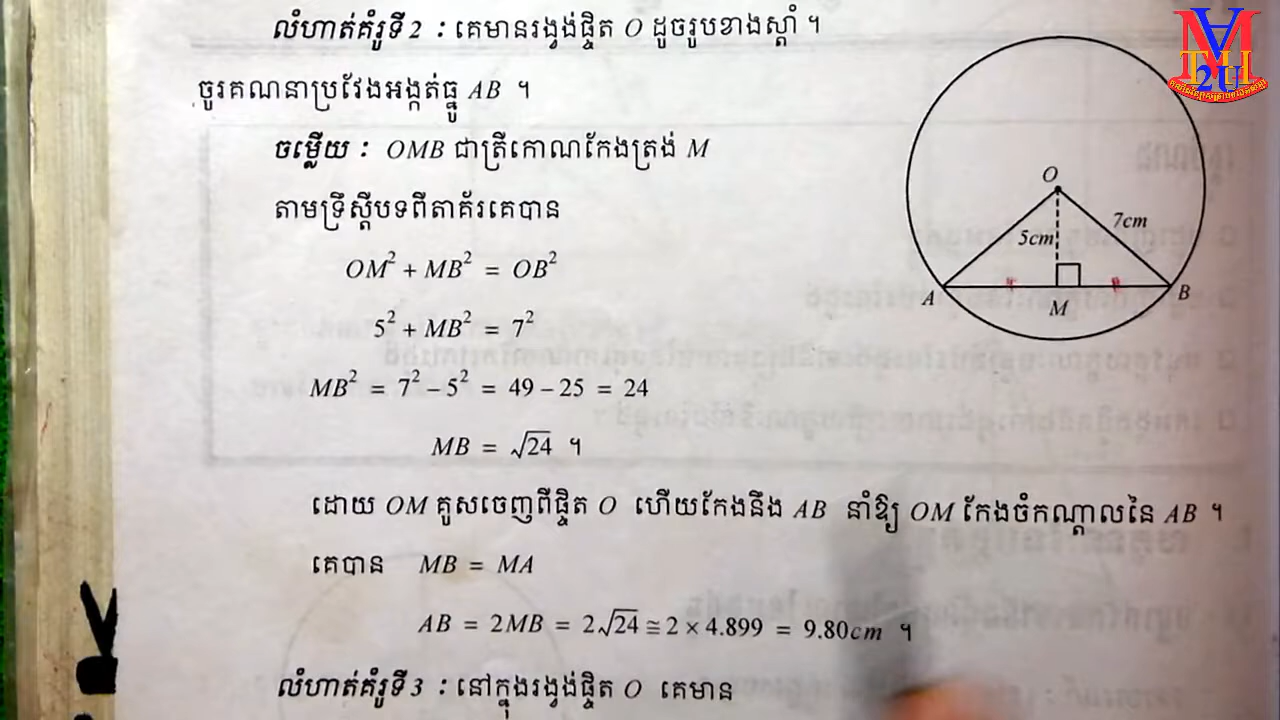 លំហាត់គំរូទី 2 : គេមានរង្វង់ផ្ចិត O ដូចរូបខាងស្តាំ ។
ចូរគណនាប្រវែងអង្កត់ធ្នូ AB ។
ចម្លើយ : OMB ជាត្រីកោណកែងត្រង់ M
តាមទ្រឹស្តីបទពីតាគ័រគេបាន
OM² + MB² = OB²
5² + MB² = 7²
MB² = 7² – 5² = 49 – 25 = 24
MB = √24 ។
ដោយ OM គូសចេញពីផ្ចិត O ហើយកែងនឹង AB នាំឱ្យ OM កែងចំកណ្តាលនៃ AB ។
គេបាន MB = MA
AB = 2MB = 2√24 ≅ 2 × 4.899 = 9.80cm ។
លំហាត់គំរូទី 3 : នៅក្នុងរង្វង់ផ្ចិត O គេមាន
O
7cm
5cm
A
M
B
MATH
2U